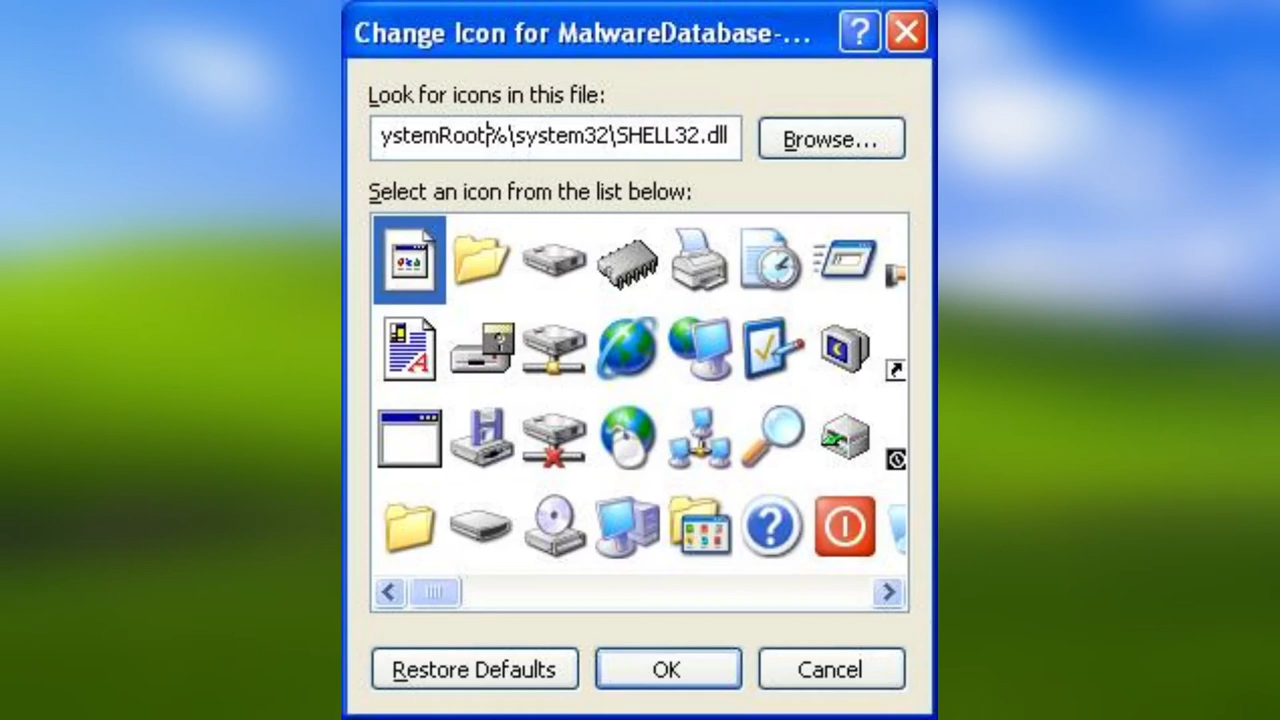 Change Icon for MalwareDatabase-...
Look for icons in this file:
ystemRoot%\system32\SHELL32.dll
Browse...
Select an icon from the list below:
Restore Defaults
OK
Cancel